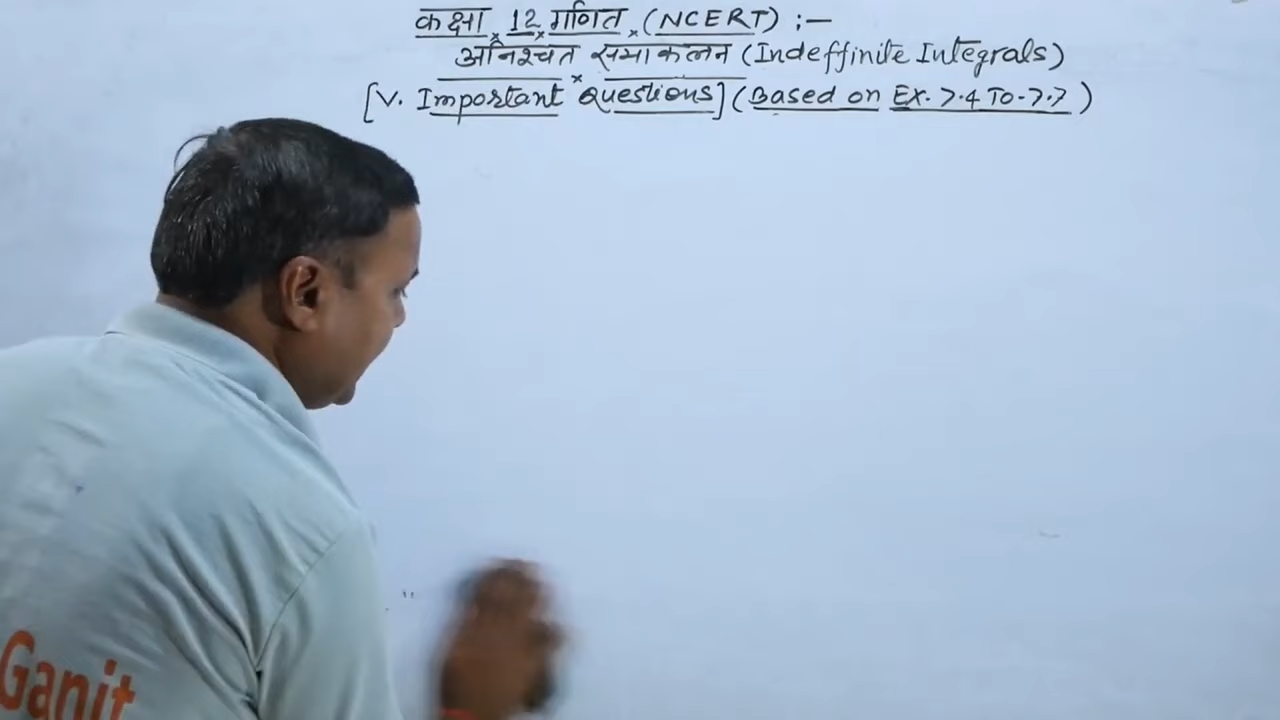 कक्षा × 12 × गणित × (NCERT) :—
अनिश्चत × समाकलन (Indeffinite Integrals)
[V. Important Questions] (Based on Ex. 7.4 To-7.7)
Ganit